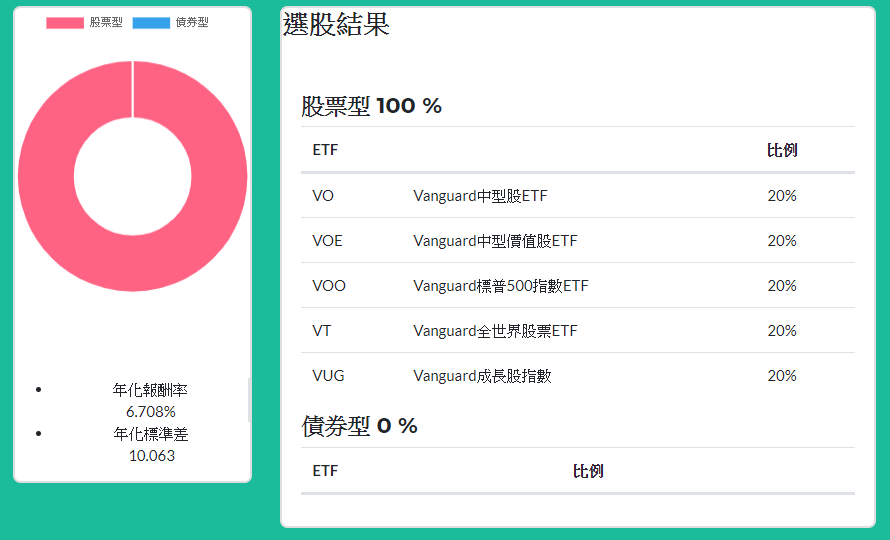 股票型 債券型
年化報酬率
6.708%
年化標準差
10.063
選股結果
股票型 100 %
ETF 比例
VO Vanguard中型股ETF 20%
VOE Vanguard中型價值股ETF 20%
VOO Vanguard標普500指數ETF 20%
VT Vanguard全世界股票ETF 20%
VUG Vanguard成長股指數 20%
債券型 0 %
ETF 比例